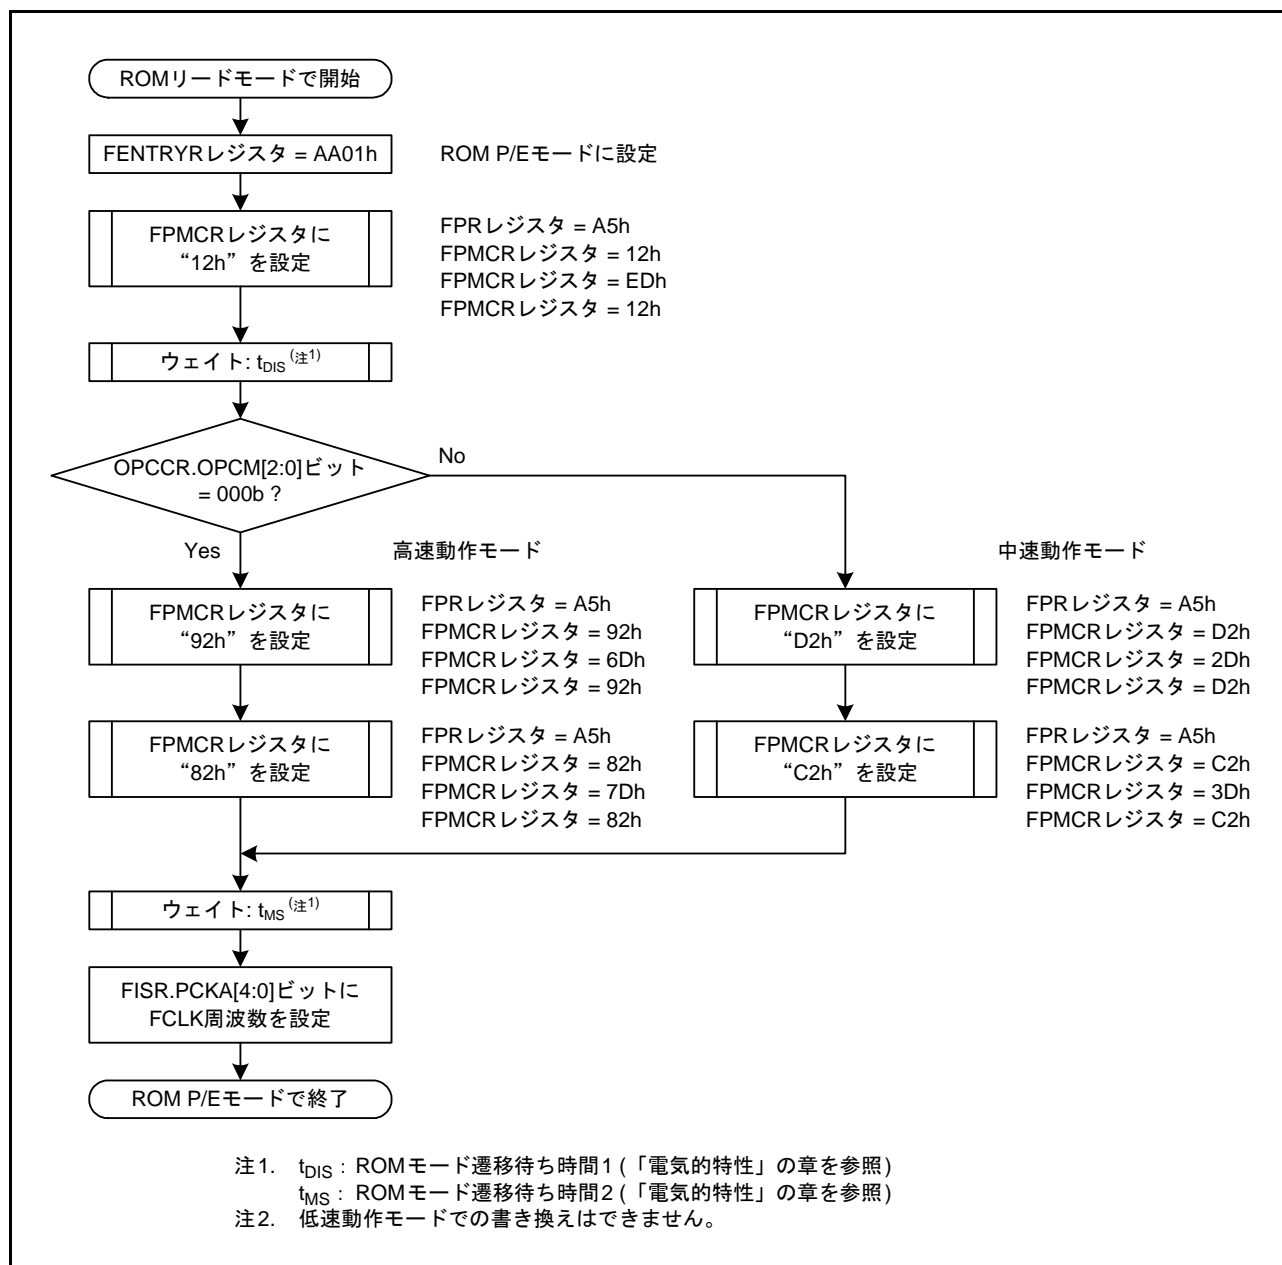 ROMリードモードで開始
FENTRYRレジスタ = AA01h
ROM P/Eモードに設定
FPMCRレジスタに
“12h” を設定
FPRレジスタ = A5h
FPMCRレジスタ = 12h
FPMCRレジスタ = EDh
FPMCRレジスタ = 12h
ウェイト: tDIS (注1)
OPCCR.OPCM[2:0]ビット
= 000b ?
No
Yes
高速動作モード
中速動作モード
FPMCRレジスタに
“92h” を設定
FPRレジスタ = A5h
FPMCRレジスタ = 92h
FPMCRレジスタ = 6Dh
FPMCRレジスタ = 92h
FPMCRレジスタに
“D2h” を設定
FPRレジスタ = A5h
FPMCRレジスタ = D2h
FPMCRレジスタ = 2Dh
FPMCRレジスタ = D2h
FPMCRレジスタに
“82h” を設定
FPRレジスタ = A5h
FPMCRレジスタ = 82h
FPMCRレジスタ = 7Dh
FPMCRレジスタ = 82h
FPMCRレジスタに
“C2h” を設定
FPRレジスタ = A5h
FPMCRレジスタ = C2h
FPMCRレジスタ = 3Dh
FPMCRレジスタ = C2h
ウェイト: tMS (注1)
FISR.PCKA[4:0]ビットに
FCLK周波数を設定
ROM P/Eモードで終了
注1. tDIS : ROMモード遷移待ち時間1 (「電気的特性」の章を参照)
tMS : ROMモード遷移待ち時間2 (「電気的特性」の章を参照)
注2. 低速動作モードでの書き換えはできません。